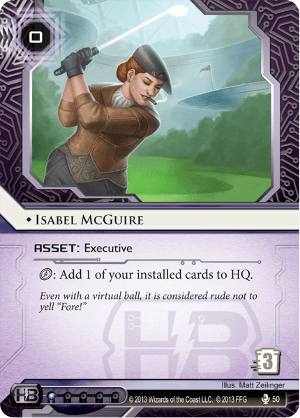 0
Isabel McGuire
ASSET: Executive
: Add 1 of your installed cards to HQ.
Even with a virtual ball, it is considered rude not to
yell "Fore!"
3
Illus. Matt Zeilinger
HB
© 2013 Wizards of the Coast LLC. © 2013 FFG 50